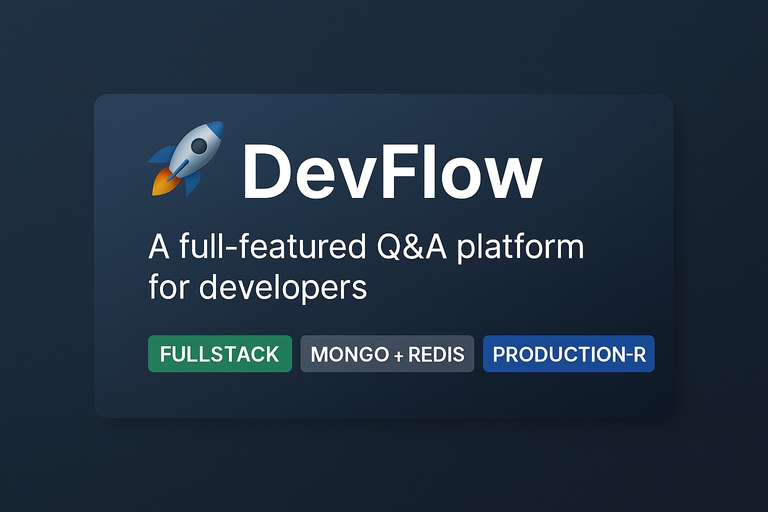 DevFlow
A full-featured Q&A platform
for developers
FULLSTACK MONGO + REDIS PRODUCTION-R